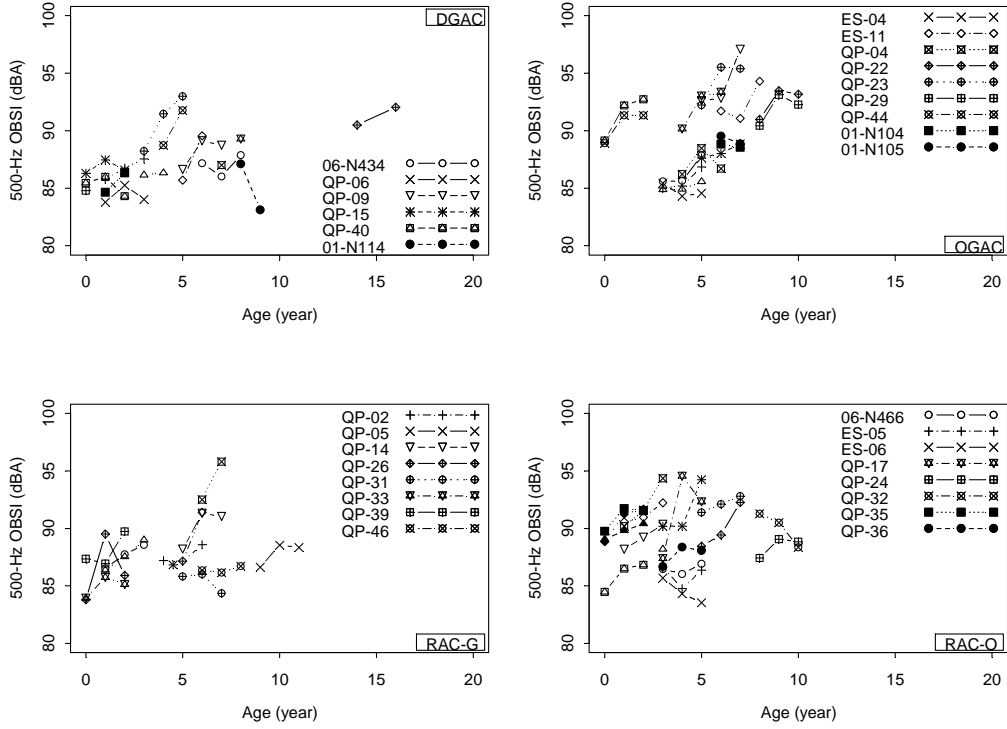 DGAC
500-Hz OBSI (dBA)
100
95
90
85
80
06-N434
QP-06
QP-09
QP-15
QP-40
01-N114
0
5
10
15
20
Age (year)
500-Hz OBSI (dBA)
100
95
90
85
80
ES-04
ES-11
QP-04
QP-22
QP-23
QP-29
QP-44
01-N104
01-N105
OGAC
0
5
10
15
20
Age (year)
500-Hz OBSI (dBA)
100
95
90
85
80
QP-02
QP-05
QP-14
QP-26
QP-31
QP-33
QP-39
QP-46
RAC-G
0
5
10
15
20
Age (year)
500-Hz OBSI (dBA)
100
95
90
85
80
06-N466
ES-05
ES-06
QP-17
QP-24
QP-32
QP-35
QP-36
RAC-O
0
5
10
15
20
Age (year)